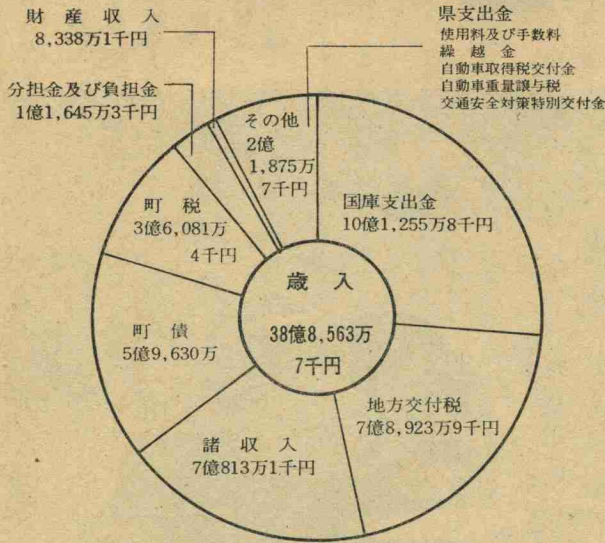 財産収入
8,338万1千円
分担金及び負担金
1億1,645万3千円
県支出金
使用料及び手数料
繰越金
自動車取得税交付金
自動車重量譲与税
交通安全対策特別交付金
その他
2億
1,875万
7千円
国庫支出金
10億1,255万8千円
町税
3億6,081万
4千円
歳入
38億8,563万
7千円
町債
5億9,630万
地方交付税
7億8,923万9千円
諸収入
7億813万1千円